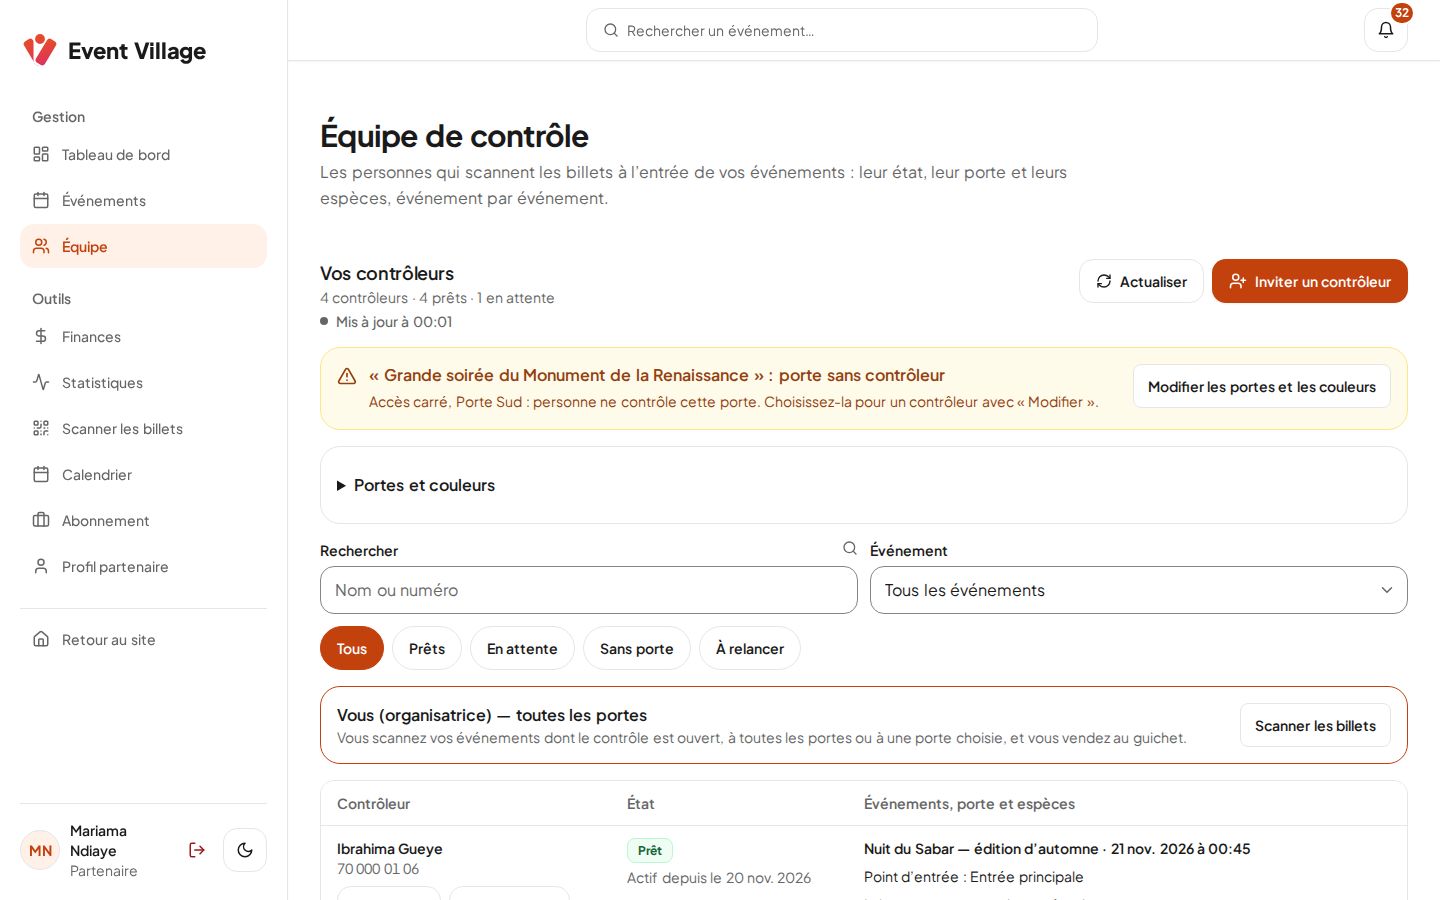 Event Village
Rechercher un événement...
32
Gestion
Tableau de bord
Événements
Équipe
Outils
Finances
Statistiques
Scanner les billets
Calendrier
Abonnement
Profil partenaire
Retour au site
MN
Mariama
Ndiaye
Partenaire
Équipe de contrôle
Les personnes qui scannent les billets à l’entrée de vos événements : leur état, leur porte et leurs
espèces, événement par événement.
Vos contrôleurs
4 contrôleurs · 4 prêts · 1 en attente
Mis à jour à 00:01
Actualiser
Inviter un contrôleur
« Grande soirée du Monument de la Renaissance » : porte sans contrôleur
Accès carré, Porte Sud : personne ne contrôle cette porte. Choisissez-la pour un contrôleur avec « Modifier ».
Modifier les portes et les couleurs
Portes et couleurs
Rechercher
Événement
Nom ou numéro
Tous les événements
Tous
Prêts
En attente
Sans porte
À relancer
Vous (organisatrice) — toutes les portes
Vous scannez vos événements dont le contrôle est ouvert, à toutes les portes ou à une porte choisie, et vous vendez au guichet.
Scanner les billets
Contrôleur
État
Événements, porte et espèces
Ibrahima Gueye
70 000 01 06
Prêt
Actif depuis le 20 nov. 2026
Nuit du Sabar — édition d’automne · 21 nov. 2026 à 00:45
Point d’entrée : Entrée principale